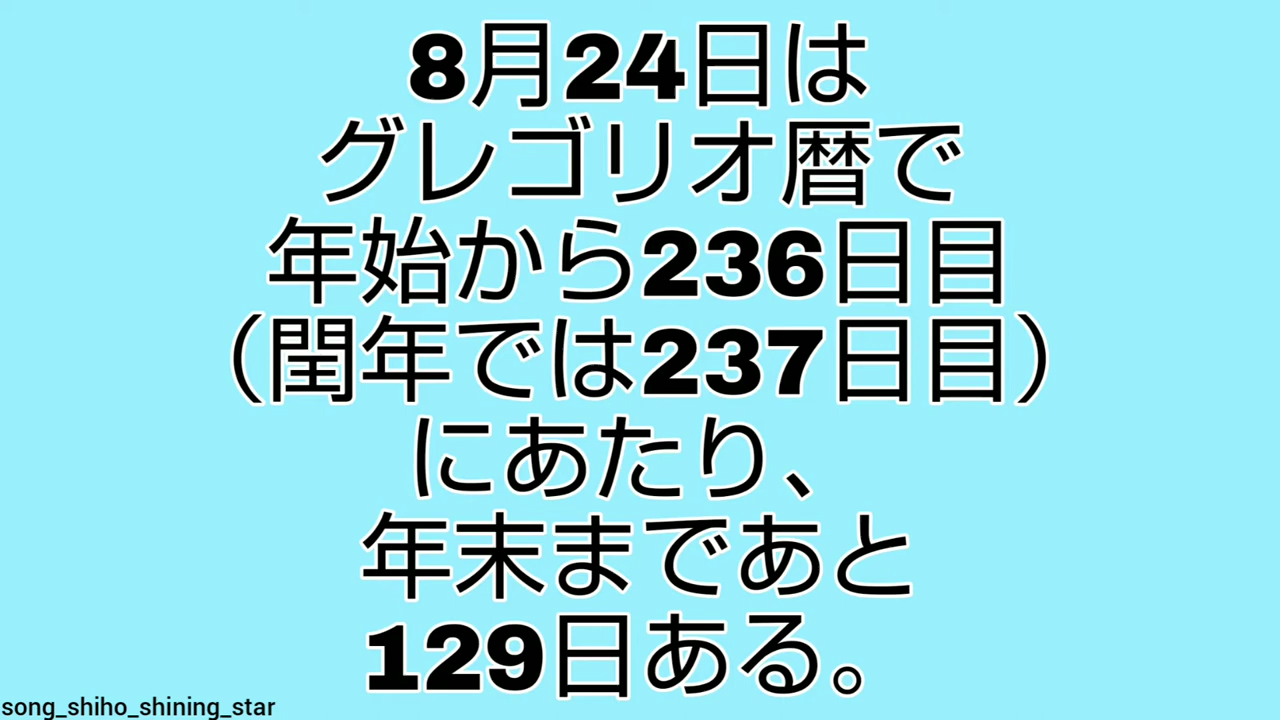 8月24日は
グレゴリオ暦で
年始から236日目
（閏年では237日目）
にあたり、
年末まであと
129日ある。
song_shiho_shining_star